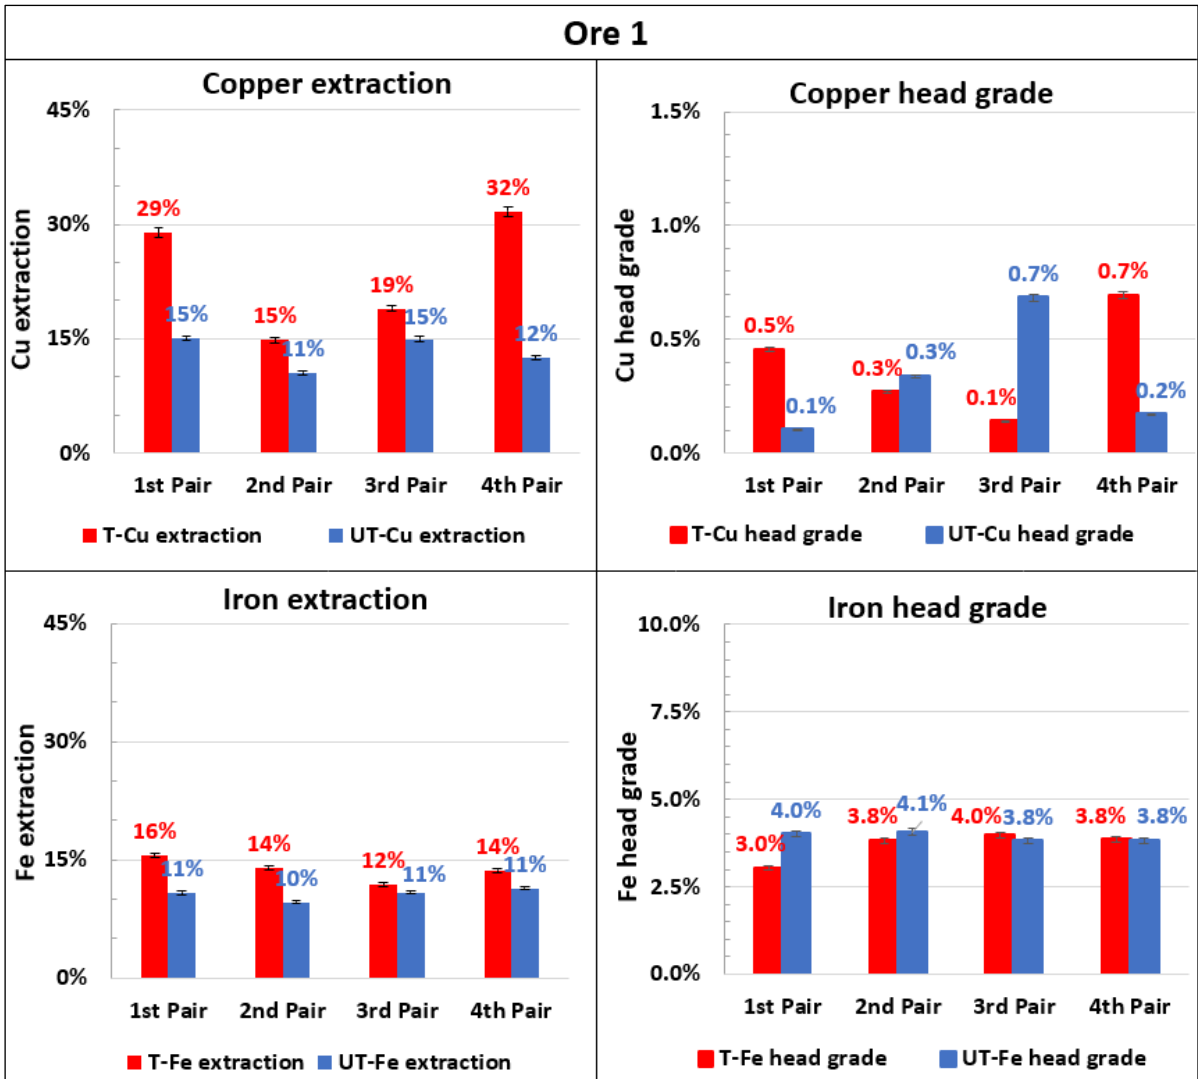 Ore 1
Copper extraction
45%
30%
15%
0%
Cu extraction
29%
15%
15%
11%
19%
15%
32%
12%
1st Pair 2nd Pair 3rd Pair 4th Pair
T-Cu extraction UT-Cu extraction
Copper head grade
1.5%
1.0%
0.5%
0.0%
Cu head grade
0.5%
0.1%
0.3%
0.3%
0.1%
0.7%
0.7%
0.2%
1st Pair 2nd Pair 3rd Pair 4th Pair
T-Cu head grade UT-Cu head grade
Iron extraction
45%
30%
15%
0%
Fe extraction
16%
11%
14%
10%
12%
11%
14%
11%
1st Pair 2nd Pair 3rd Pair 4th Pair
T-Fe extraction UT-Fe extraction
Iron head grade
10.0%
7.5%
5.0%
2.5%
0.0%
Fe head grade
3.0%
4.0%
3.8%
4.1%
4.0%
3.8%
3.8%
3.8%
1st Pair 2nd Pair 3rd Pair 4th Pair
T-Fe head grade UT-Fe head grade